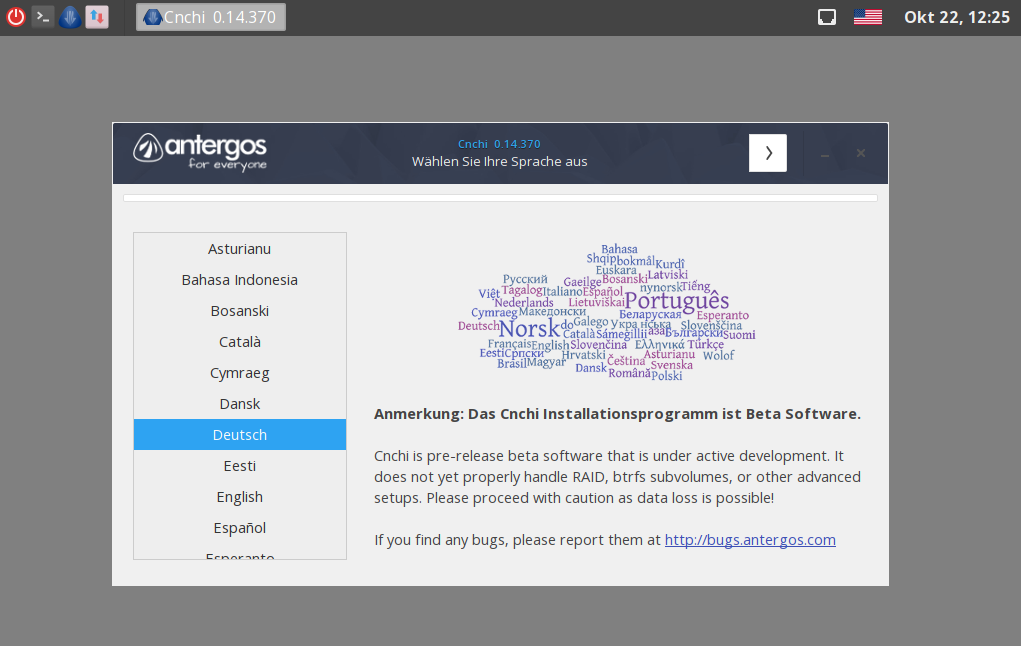 Cnchi 0.14.370
Okt 22, 12:25
antergos
for everyone
Cnchi 0.14.370
Wählen Sie Ihre Sprache aus
Asturianu
Bahasa Indonesia
Bosanski
Català
Cymraeg
Dansk
Deutsch
Eesti
English
Español
Esperanto
Bahasa
Shqip bokmål Kurdî
Euskara
Русский Gaeilge Bosanski Latviski
Việt Tagalog Italiano Español nynorsk Tiếng
Nederlands Lietuviškai Português
Cymraeg Македонски Беларуская Esperanto
Deutsch Norsk do Galego Slovenščina
Català Sámegillii Български Suomi
Français English Slovenčina Ελληνικά Türkçe
Eesti Српски Hrvatski Čeština Asturianu Wolof
Brasil Magyar Dansk Svenska
Română Polski
Anmerkung: Das Cnchi Installationsprogramm ist Beta Software.
Cnchi is pre-release beta software that is under active development. It
does not yet properly handle RAID, btrfs subvolumes, or other advanced
setups. Please proceed with caution as data loss is possible!
If you find any bugs, please report them at http://bugs.antergos.com